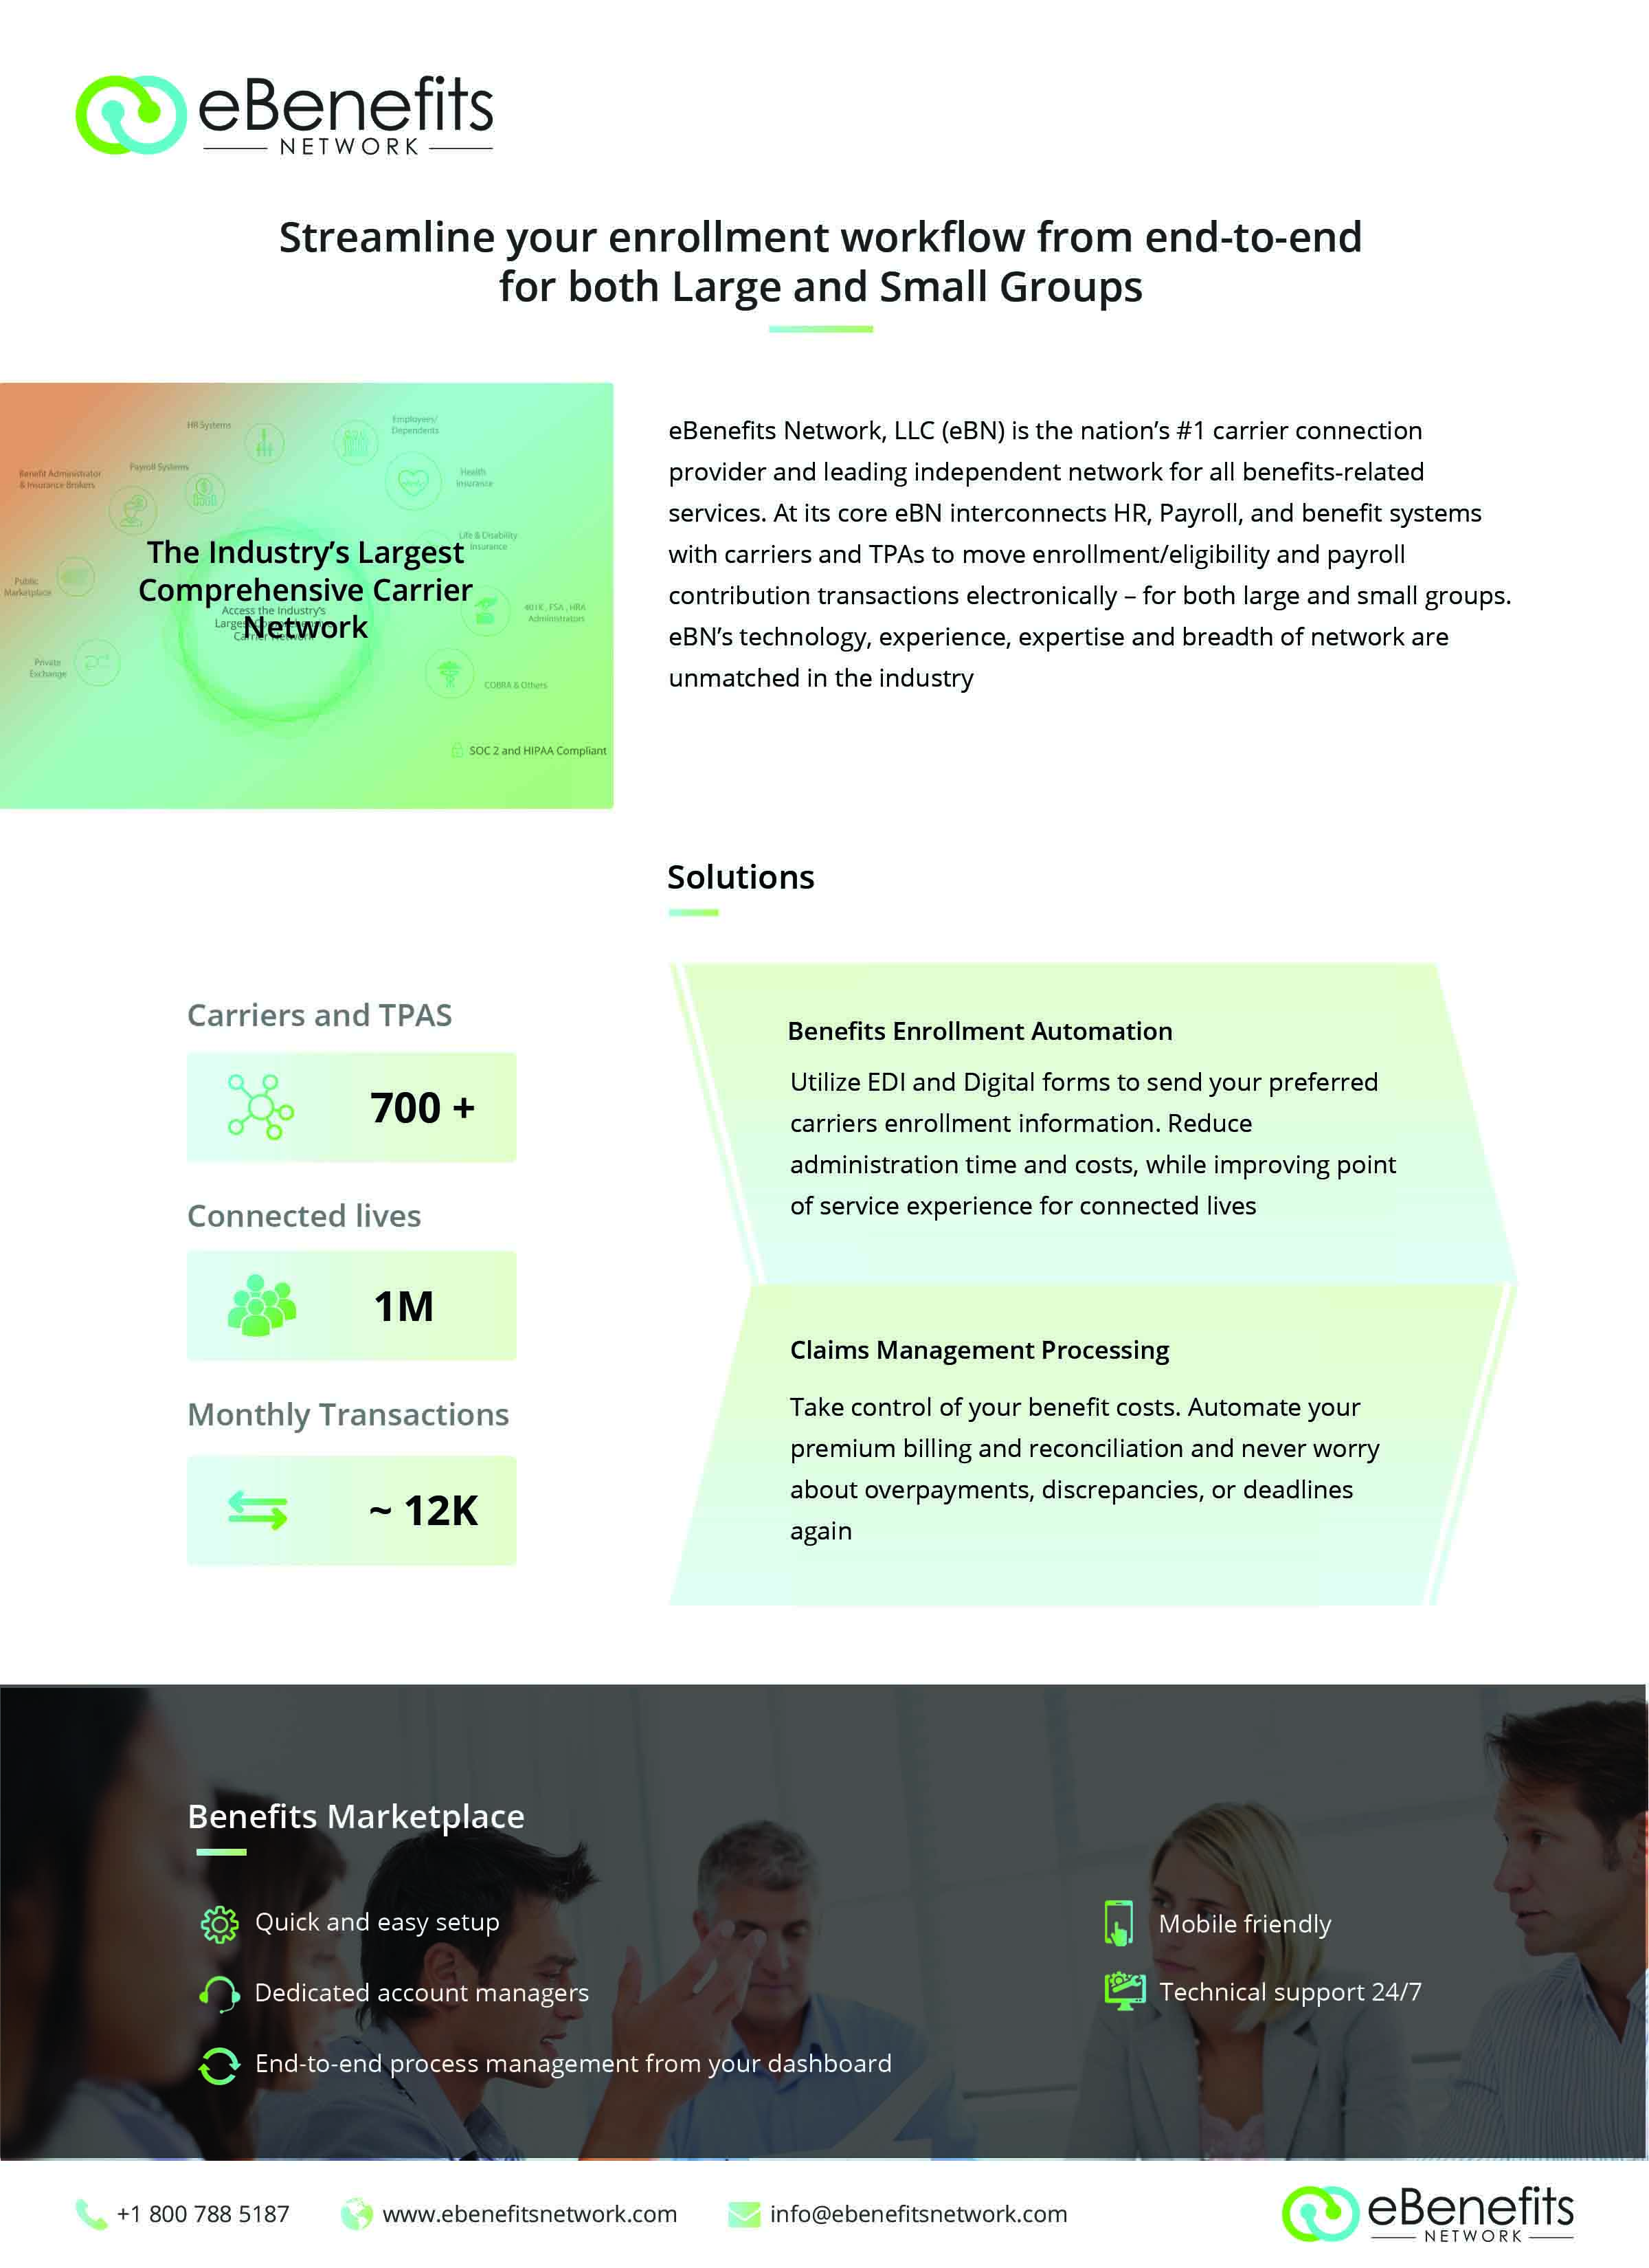 eBenefits
NETWORK
Streamline your enrollment workflow from end-to-end
for both Large and Small Groups
HR Systems
Employees/
Dependents
Benefit Administrator
& Insurance Brokers
Payroll Systems
Health
Insurance
Life & Disability
Insurance
Public
Marketplace
401K , FSA , HRA
Administrators
Private
Exchange
COBRA & Others
The Industry's Largest
Comprehensive Carrier
Network
Access the Industry's
Largest Comprehensive
Carrier Network
SOC 2 and HIPAA Compliant
eBenefits Network, LLC (eBN) is the nation’s #1 carrier connection
provider and leading independent network for all benefits-related
services. At its core eBN interconnects HR, Payroll, and benefit systems
with carriers and TPAs to move enrollment/eligibility and payroll
contribution transactions electronically – for both large and small groups.
eBN’s technology, experience, expertise and breadth of network are
unmatched in the industry
Solutions
Carriers and TPAS
700 +
Connected lives
1M
Monthly Transactions
~ 12K
Benefits Enrollment Automation
Utilize EDI and Digital forms to send your preferred
carriers enrollment information. Reduce
administration time and costs, while improving point
of service experience for connected lives
Claims Management Processing
Take control of your benefit costs. Automate your
premium billing and reconciliation and never worry
about overpayments, discrepancies, or deadlines
again
Benefits Marketplace
Quick and easy setup
Dedicated account managers
End-to-end process management from your dashboard
Mobile friendly
Technical support 24/7
+1 800 788 5187
www.ebenefitsnetwork.com
info@ebenefitsnetwork.com
eBenefits
NETWORK